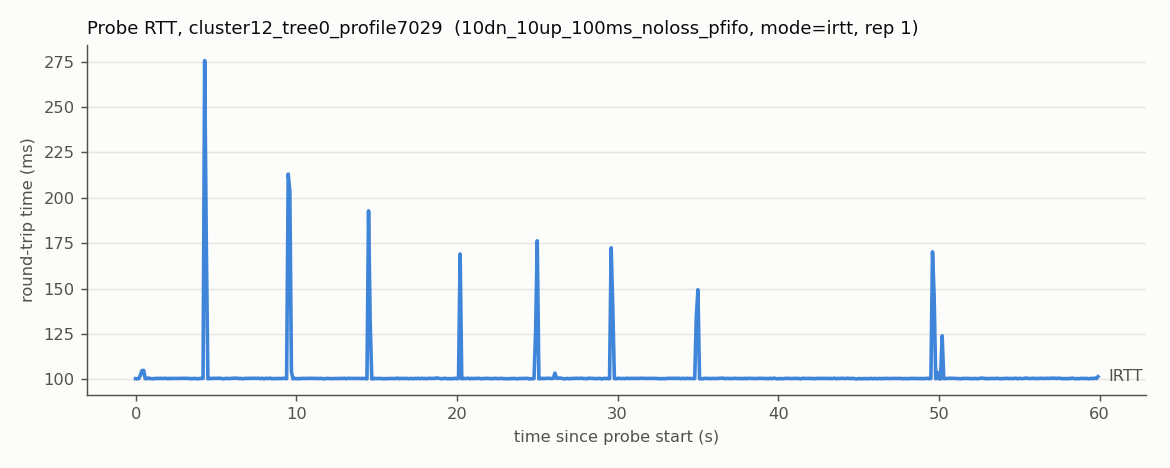 Probe RTT, cluster12_tree0_profile7029  (10dn_10up_100ms_noloss_pfifo, mode=irtt, rep 1)
round-trip time (ms)
275
250
225
200
175
150
125
100
IRTT
0 10 20 30 40 50 60
time since probe start (s)